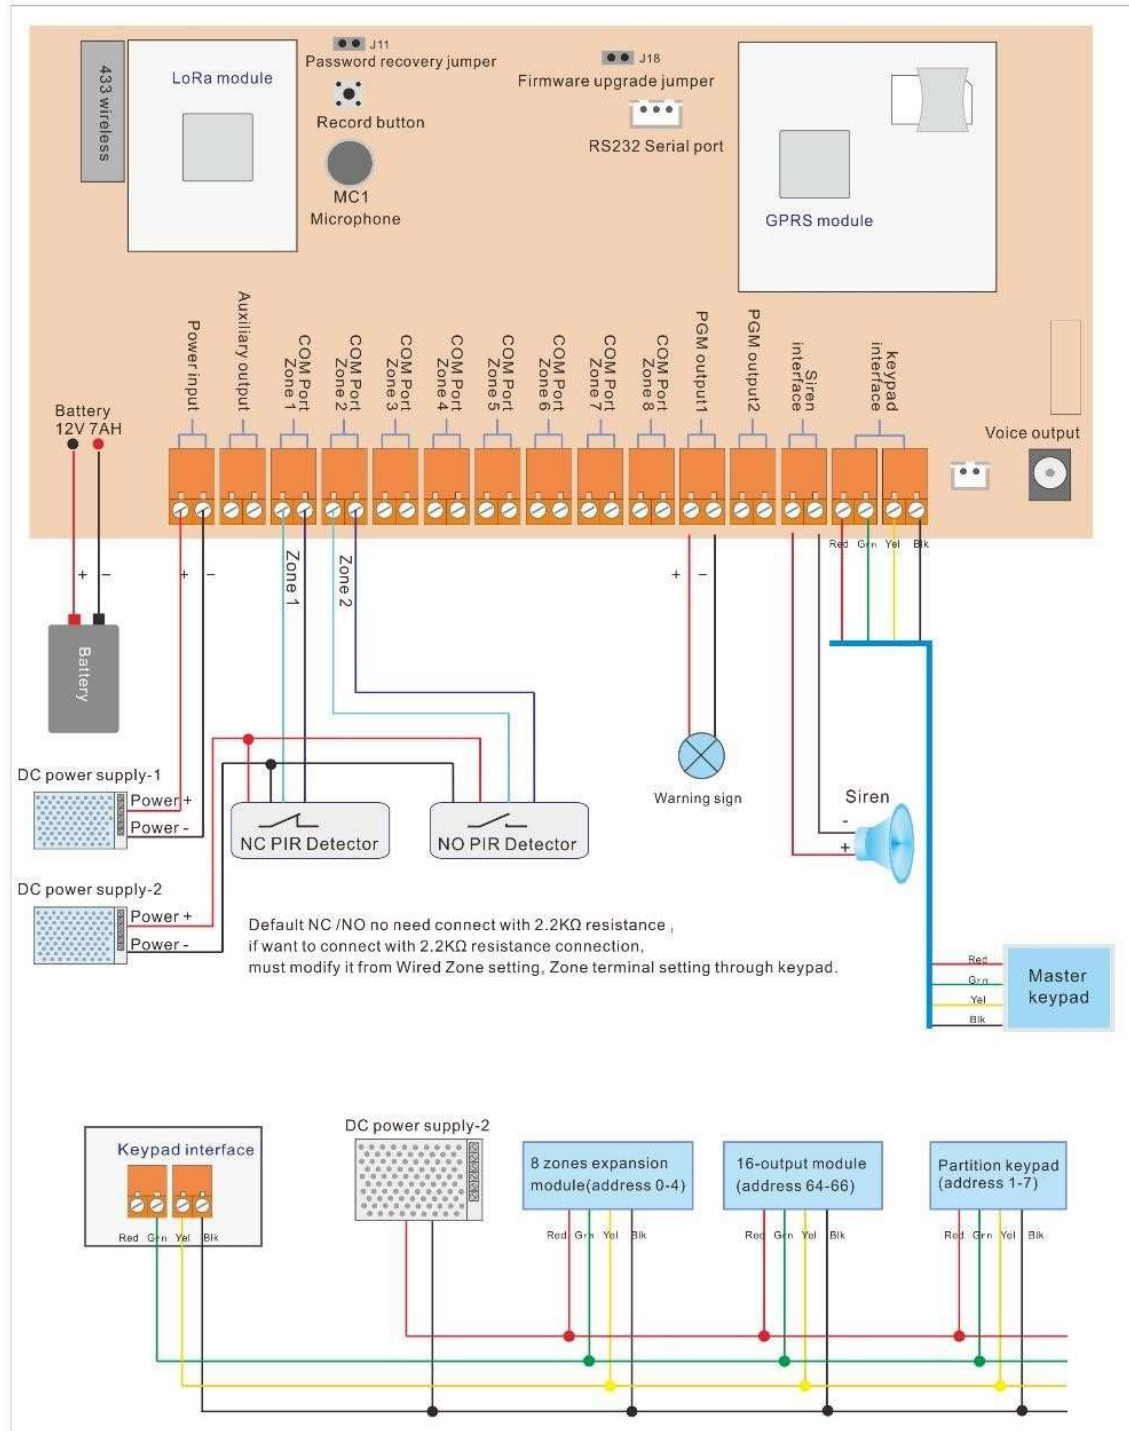 433 wireless
LoRa module
J11
Password recovery jumper
Record button
MC1
Microphone
J18
Firmware upgrade jumper
RS232 Serial port
GPRS module
Power input
Auxiliary output
COM Port
Zone 1
COM Port
Zone 2
COM Port
Zone 3
COM Port
Zone 4
COM Port
Zone 5
COM Port
Zone 6
COM Port
Zone 7
COM Port
Zone 8
PGM output1
PGM output2
Siren
interface
keypad
interface
Battery
12V 7AH
Voice output
Red Grn Yel Blk
+ −
+ −
Zone 1
Zone 2
+ −
Battery
DC power supply-1
Power +
Power -
NC PIR Detector
NO PIR Detector
Warning sign
Siren
-
+
DC power supply-2
Power +
Power -
Default NC /NO no need connect with 2.2KΩ resistance ,
if want to connect with 2.2KΩ resistance connection,
must modify it from Wired Zone setting, Zone terminal setting through keypad.
Red
Grn
Yel
Blk
Master
keypad
Keypad interface
Red Grn Yel Blk
DC power supply-2
8 zones expansion
module(address 0-4)
Red Grn Yel Blk
16-output module
(address 64-66)
Red Grn Yel Blk
Partition keypad
(address 1-7)
Red Grn Yel Blk